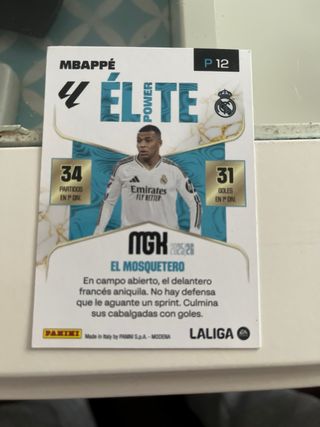 MBAPPÉ
P 12
ÉLITE
POWER
34
PARTIDOS
EN 1ª DIV.
31
GOLES
EN 1ª DIV.
Emirates
FLY BETTER
MGK
EL MOSQUETERO
En campo abierto, el delantero
francés aniquila. No hay defensa
que le aguante un sprint. Culmina
sus cabalgadas con goles.
PANINI
Made in Italy by PANINI S.p.A. - MODENA
LALIGA